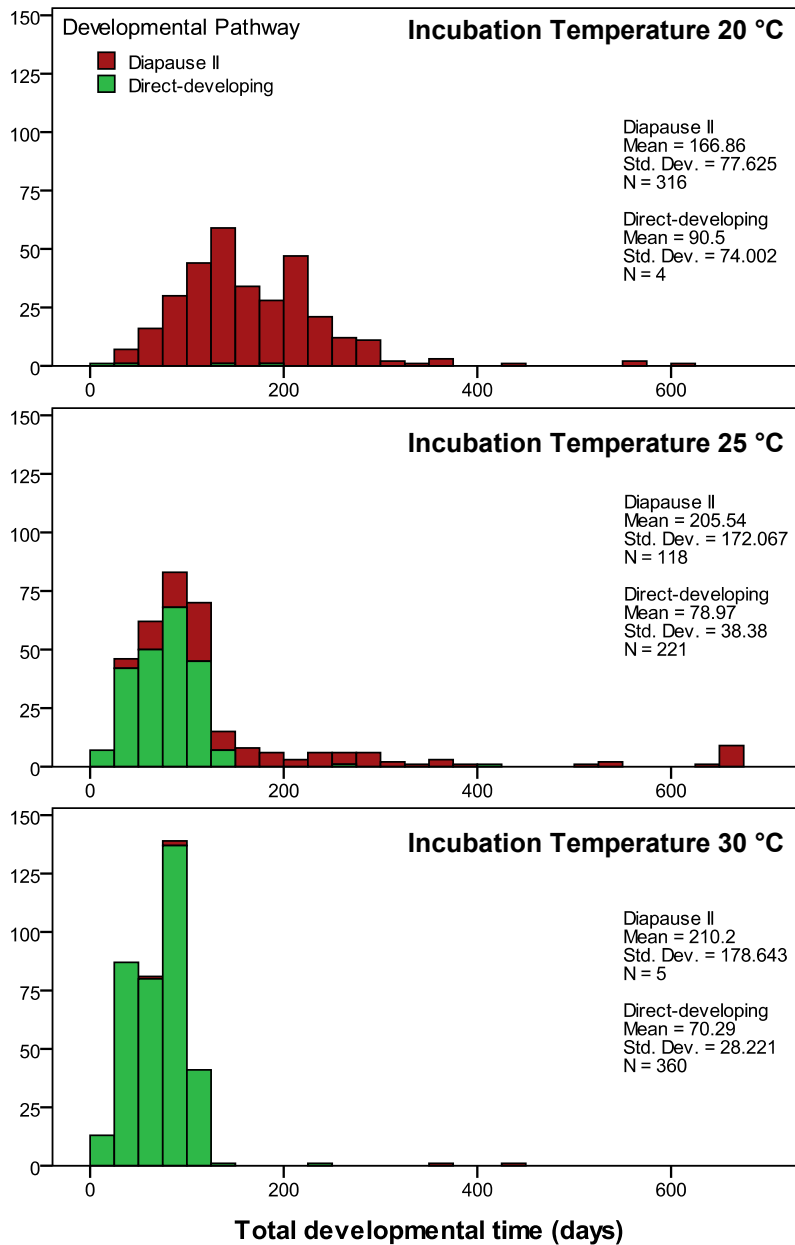 Developmental Pathway
Diapause II
Direct-developing
Incubation Temperature 20 °C
150
125
100
75
50
25
0
Diapause II
Mean = 166.86
Std. Dev. = 77.625
N = 316
Direct-developing
Mean = 90.5
Std. Dev. = 74.002
N = 4
0 200 400 600
Incubation Temperature 25 °C
150
125
100
75
50
25
0
Diapause II
Mean = 205.54
Std. Dev. = 172.067
N = 118
Direct-developing
Mean = 78.97
Std. Dev. = 38.38
N = 221
0 200 400 600
Incubation Temperature 30 °C
150
125
100
75
50
25
0
Diapause II
Mean = 210.2
Std. Dev. = 178.643
N = 5
Direct-developing
Mean = 70.29
Std. Dev. = 28.221
N = 360
0 200 400 600
Total developmental time (days)